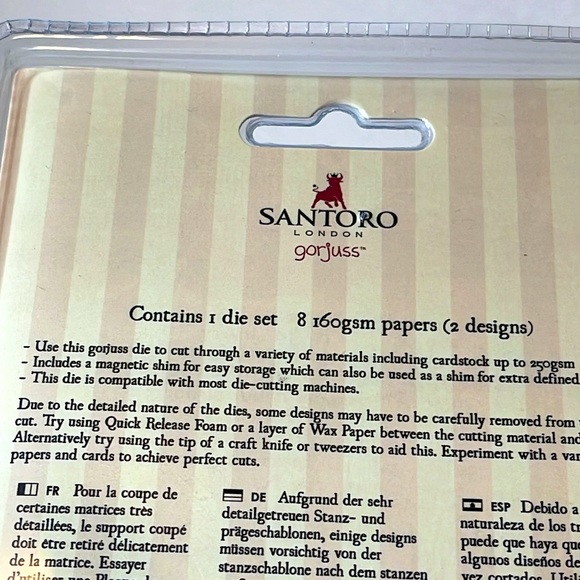 SANTORO
LONDON
gorjuss™
Contains 1 die set 8 160gsm papers (2 designs)
- Use this gorjuss die to cut through a variety of materials including cardstock up to 250gsm
- Includes a magnetic shim for easy storage which can also be used as a shim for extra defined
- This die is compatible with most die-cutting machines.
Due to the detailed nature of the dies, some designs may have to be carefully removed from
cut. Try using Quick Release Foam or a layer of Wax Paper between the cutting material and
Alternatively try using the tip of a craft knife or tweezers to aid this. Experiment with a
papers and cards to achieve perfect cuts.
FR Pour la coupe de
certaines matrices très
détaillées, le support coupé
doit être retiré délicatement
de la matrice. Essayer
d'utiliser
DE Aufgrund der sehr
detailgetreuen Stanz- und
prägeschablonen, einige designs
müssen vorsichtig von der
stanzschablone nach dem stanzen
ESP Debido a
naturaleza de los
puede que haya que
algunos diseños de
vez cortados.